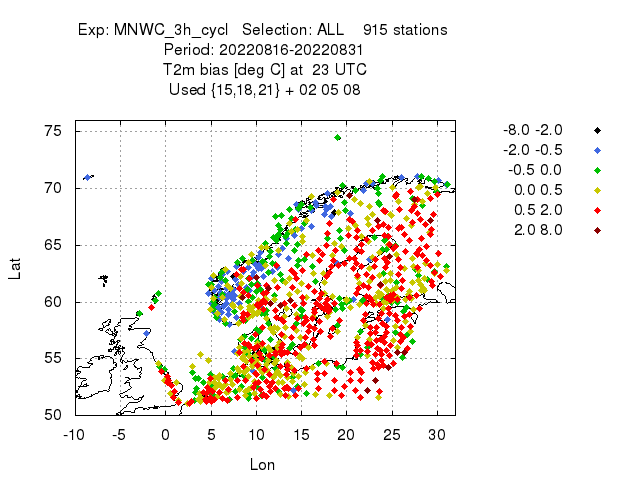 Exp: MNWC_3h_cycl   Selection: ALL    915 stations
Period: 20220816-20220831
T2m bias [deg C] at  23 UTC
Used {15,18,21} + 02 05 08
75
70
65
60
55
50
Lat
-10 -5 0 5 10 15 20 25 30
Lon
-8.0 -2.0
-2.0 -0.5
-0.5 0.0
0.0 0.5
0.5 2.0
2.0 8.0